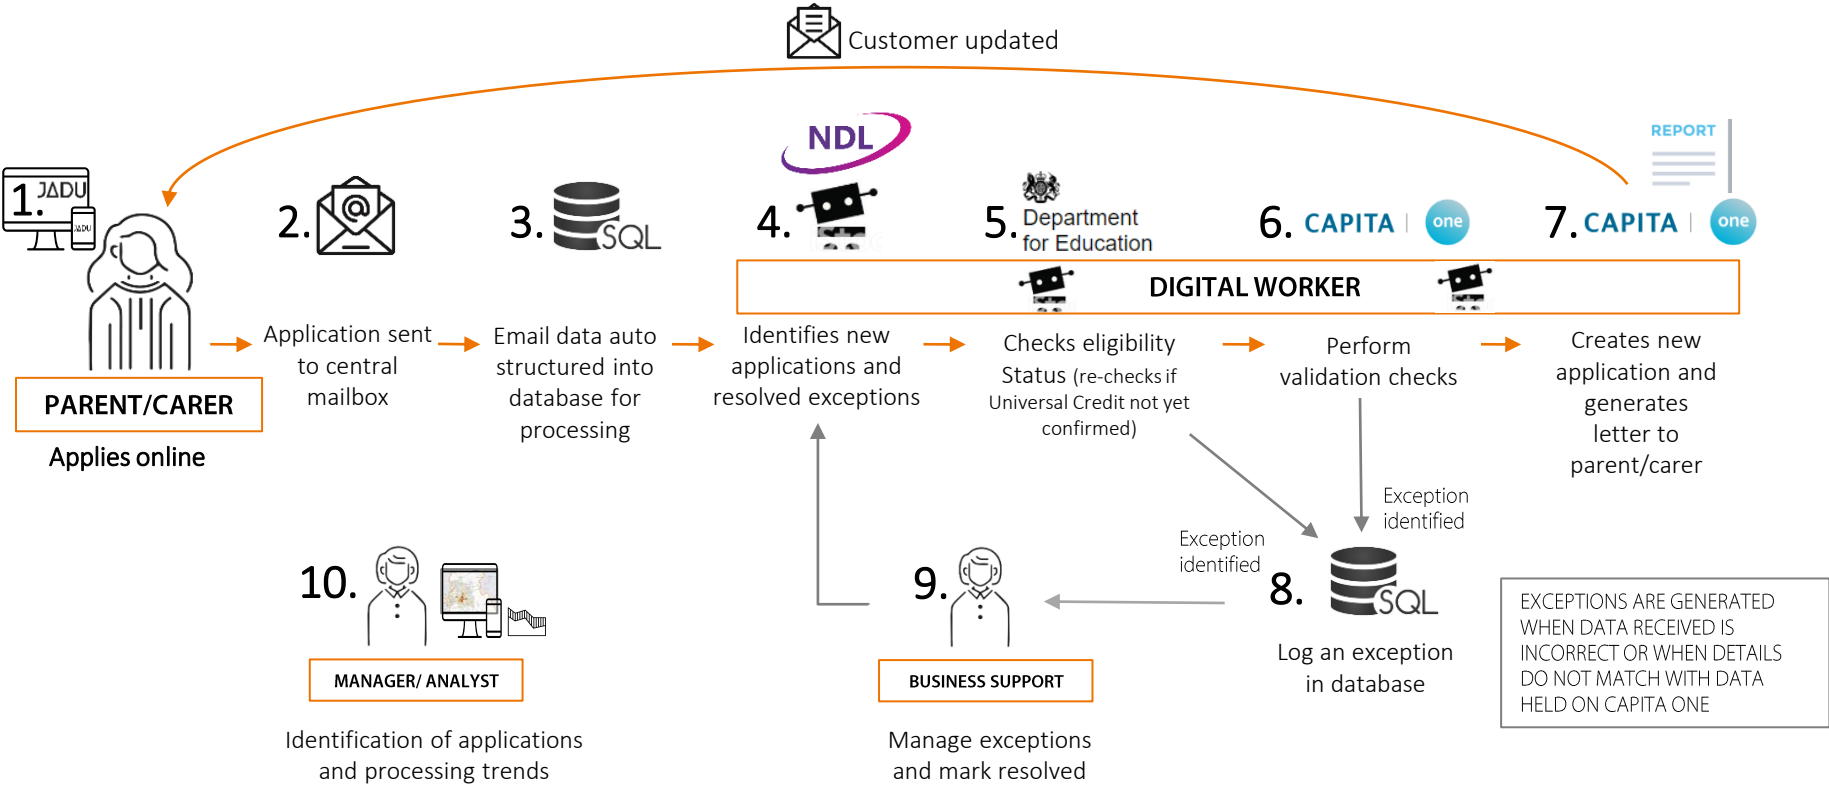 Customer updated
NDL
REPORT
1.
JADU
JADU
2.
3.
SQL
4.
5.
Department
for Education
6.
CAPITA
one
7.
CAPITA
one
DIGITAL WORKER
PARENT/CARER
Applies online
Application sent
to central
mailbox
Email data auto
structured into
database for
processing
Identifies new
applications and
resolved exceptions
Checks eligibility
Status (re-checks if
Universal Credit not yet
confirmed)
Perform
validation checks
Creates new
application and
generates
letter to
parent/carer
Exception
identified
Exception
identified
8.
SQL
Log an exception
in database
9.
BUSINESS SUPPORT
Manage exceptions
and mark resolved
10.
MANAGER/ ANALYST
Identification of applications
and processing trends
EXCEPTIONS ARE GENERATED
WHEN DATA RECEIVED IS
INCORRECT OR WHEN DETAILS
DO NOT MATCH WITH DATA
HELD ON CAPITA ONE